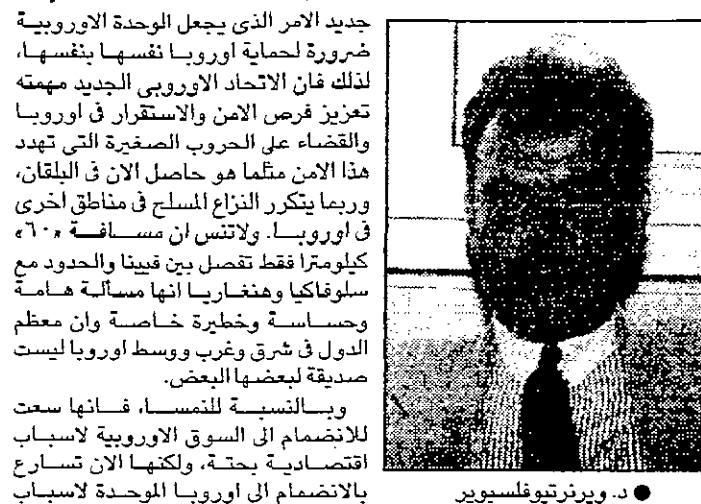 جديد الامر الذى يجعل الوحدة الاوروبية
ضرورة لحماية اوروبا نفسها بنفسها،
لذلك فان الاتحاد الاوروبى الجديد مهمته
تعزيز فرص الامن والاستقرار فى اوروبا
والقضاء على الحروب الصغيرة التى تهدد
هذا الامن مثلما هو حاصل الان فى البلقان،
وربما يتكرر النزاع المسلح فى مناطق اخرى
فى اوروبا. ولاتنس ان مسافة «٦٠»
كيلومترا فقط تفصل بين فيينا والحدود مع
سلوفاكيا وهنغاريا انها مسألة هامة
وحساسة وخطيرة خاصة وان معظم
الدول فى شرق وغرب ووسط اوروبا ليست
صديقة لبعضها البعض.
وبالنسبة للنمسا، فانها سعت
للانضمام الى السوق الاوروبية لاسباب
اقتصادية بحتة، ولكنها الان تسارع
بالانضمام الى اوروبا الموحدة لاسباب
● د. ويرنرتيوفلسيوير